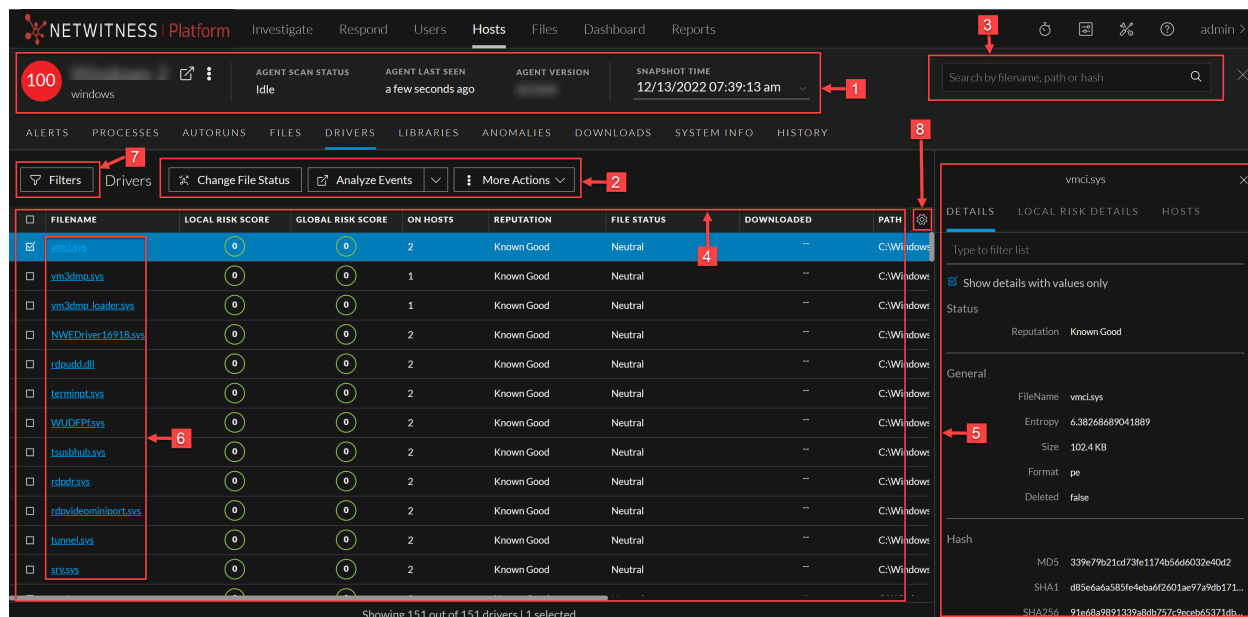 NETWITNESS | Platform Investigate Respond Users Hosts Files Dashboard Reports 3 admin >
100 windows AGENT SCAN STATUS Idle AGENT LAST SEEN a few seconds ago AGENT VERSION SNAPSHOT TIME 12/13/2022 07:39:13 am 1 Search by filename, path or hash
ALERTS PROCESSES AUTORUNS FILES DRIVERS LIBRARIES ANOMALIES DOWNLOADS SYSTEM INFO HISTORY 8
7
Filters Drivers Change File Status Analyze Events More Actions 2
FILENAME LOCAL RISK SCORE GLOBAL RISK SCORE ON HOSTS REPUTATION FILE STATUS DOWNLOADED PATH
vmci.sys 0 0 2 Known Good Neutral -- C:\Windows
4
vm3dmp.sys 0 0 1 Known Good Neutral -- C:\Windows
vm3dmp_loader.sys 0 0 1 Known Good Neutral -- C:\Windows
NWEDriver16918.sys 0 0 2 Known Good Neutral -- C:\Windows
rdpudd.dll 0 0 2 Known Good Neutral -- C:\Windows
terminpt.sys 0 0 2 Known Good Neutral -- C:\Windows
WUDFPf.sys 0 0 2 Known Good Neutral -- C:\Windows
6
tsusbhub.sys 0 0 2 Known Good Neutral -- C:\Windows
rdpdr.sys 0 0 2 Known Good Neutral -- C:\Windows
rdpvideominiport.sys 0 0 2 Known Good Neutral -- C:\Windows
tunnel.sys 0 0 2 Known Good Neutral -- C:\Windows
srv.sys 0 0 2 Known Good Neutral -- C:\Windows
Showing 151 out of 151 drivers | 1 selected
vmci.sys
DETAILS LOCAL RISK DETAILS HOSTS
Type to filter list
Show details with values only
Status
Reputation Known Good
General
FileName vmci.sys
Entropy 6.38268689041889
5
Size 102.4 KB
Format pe
Deleted false
Hash
MD5 339e79b21cd73fe1174b56d6032e40d2
SHA1 d85e6a6a585fe4eba6f2601ae97a9db171...
SHA256 91e68a9891339a8db757c9eceb65371db...